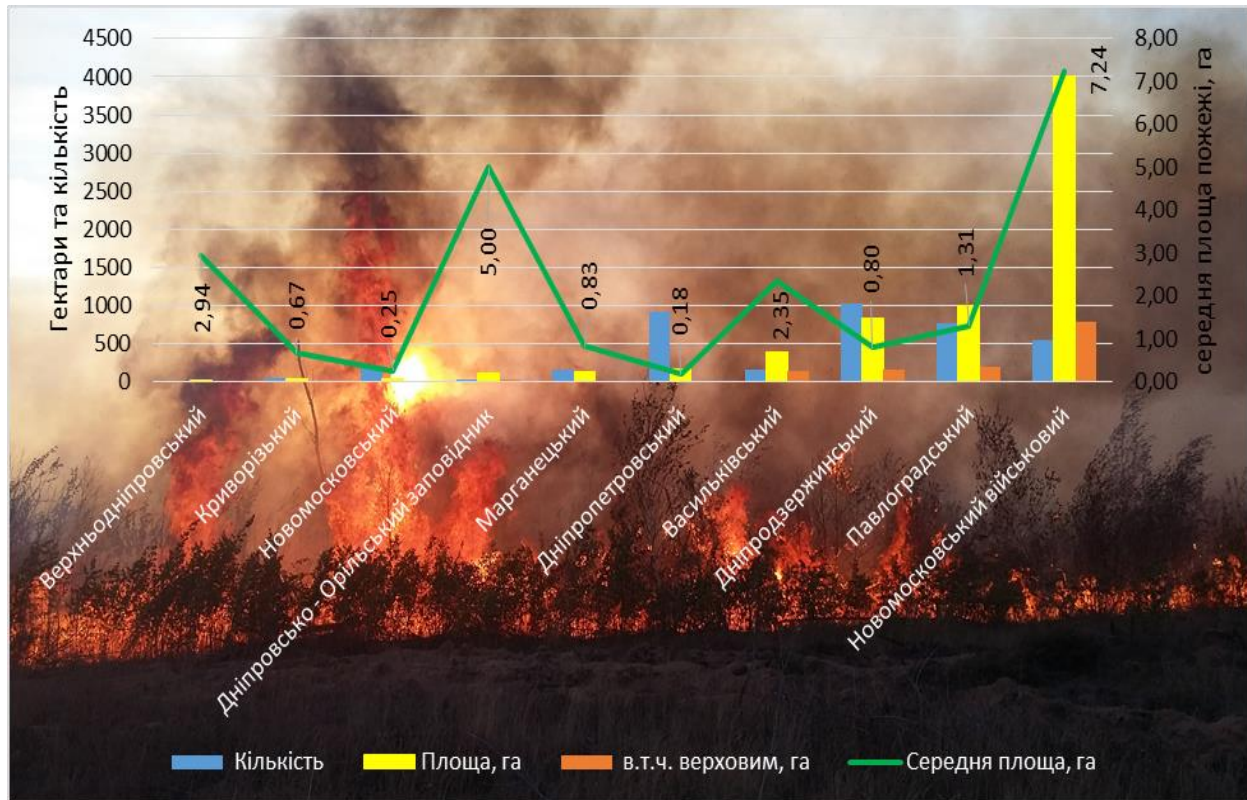 Гектари та кількість
4500
4000
3500
3000
2500
2000
1500
1000
500
0
2,94
0,67
0,25
5,00
0,83
0,18
2,35
0,80
1,31
7,24
8,00
7,00
6,00
5,00
4,00
3,00
2,00
1,00
0,00
середня площа пожежі, га
Верхньодніпровський
Криворізький
Новомосковський
Дніпровсько - Орільський заповідник
Марганецький
Дніпропетровський
Васильківський
Дніпродзержинський
Павлоградський
Новомосковський військовий
Кількість
Площа, га
в.т.ч. верховим, га
Середня площа, га